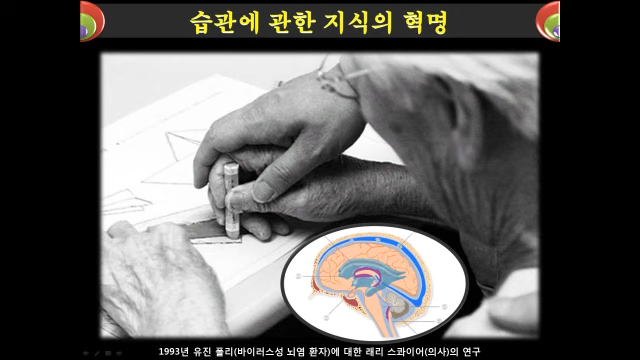 습관에 관한 지식의 혁명
1993년 유진 폴리(바이러스성 뇌염 환자)에 대한 래리 스콰이어(의사)의 연구